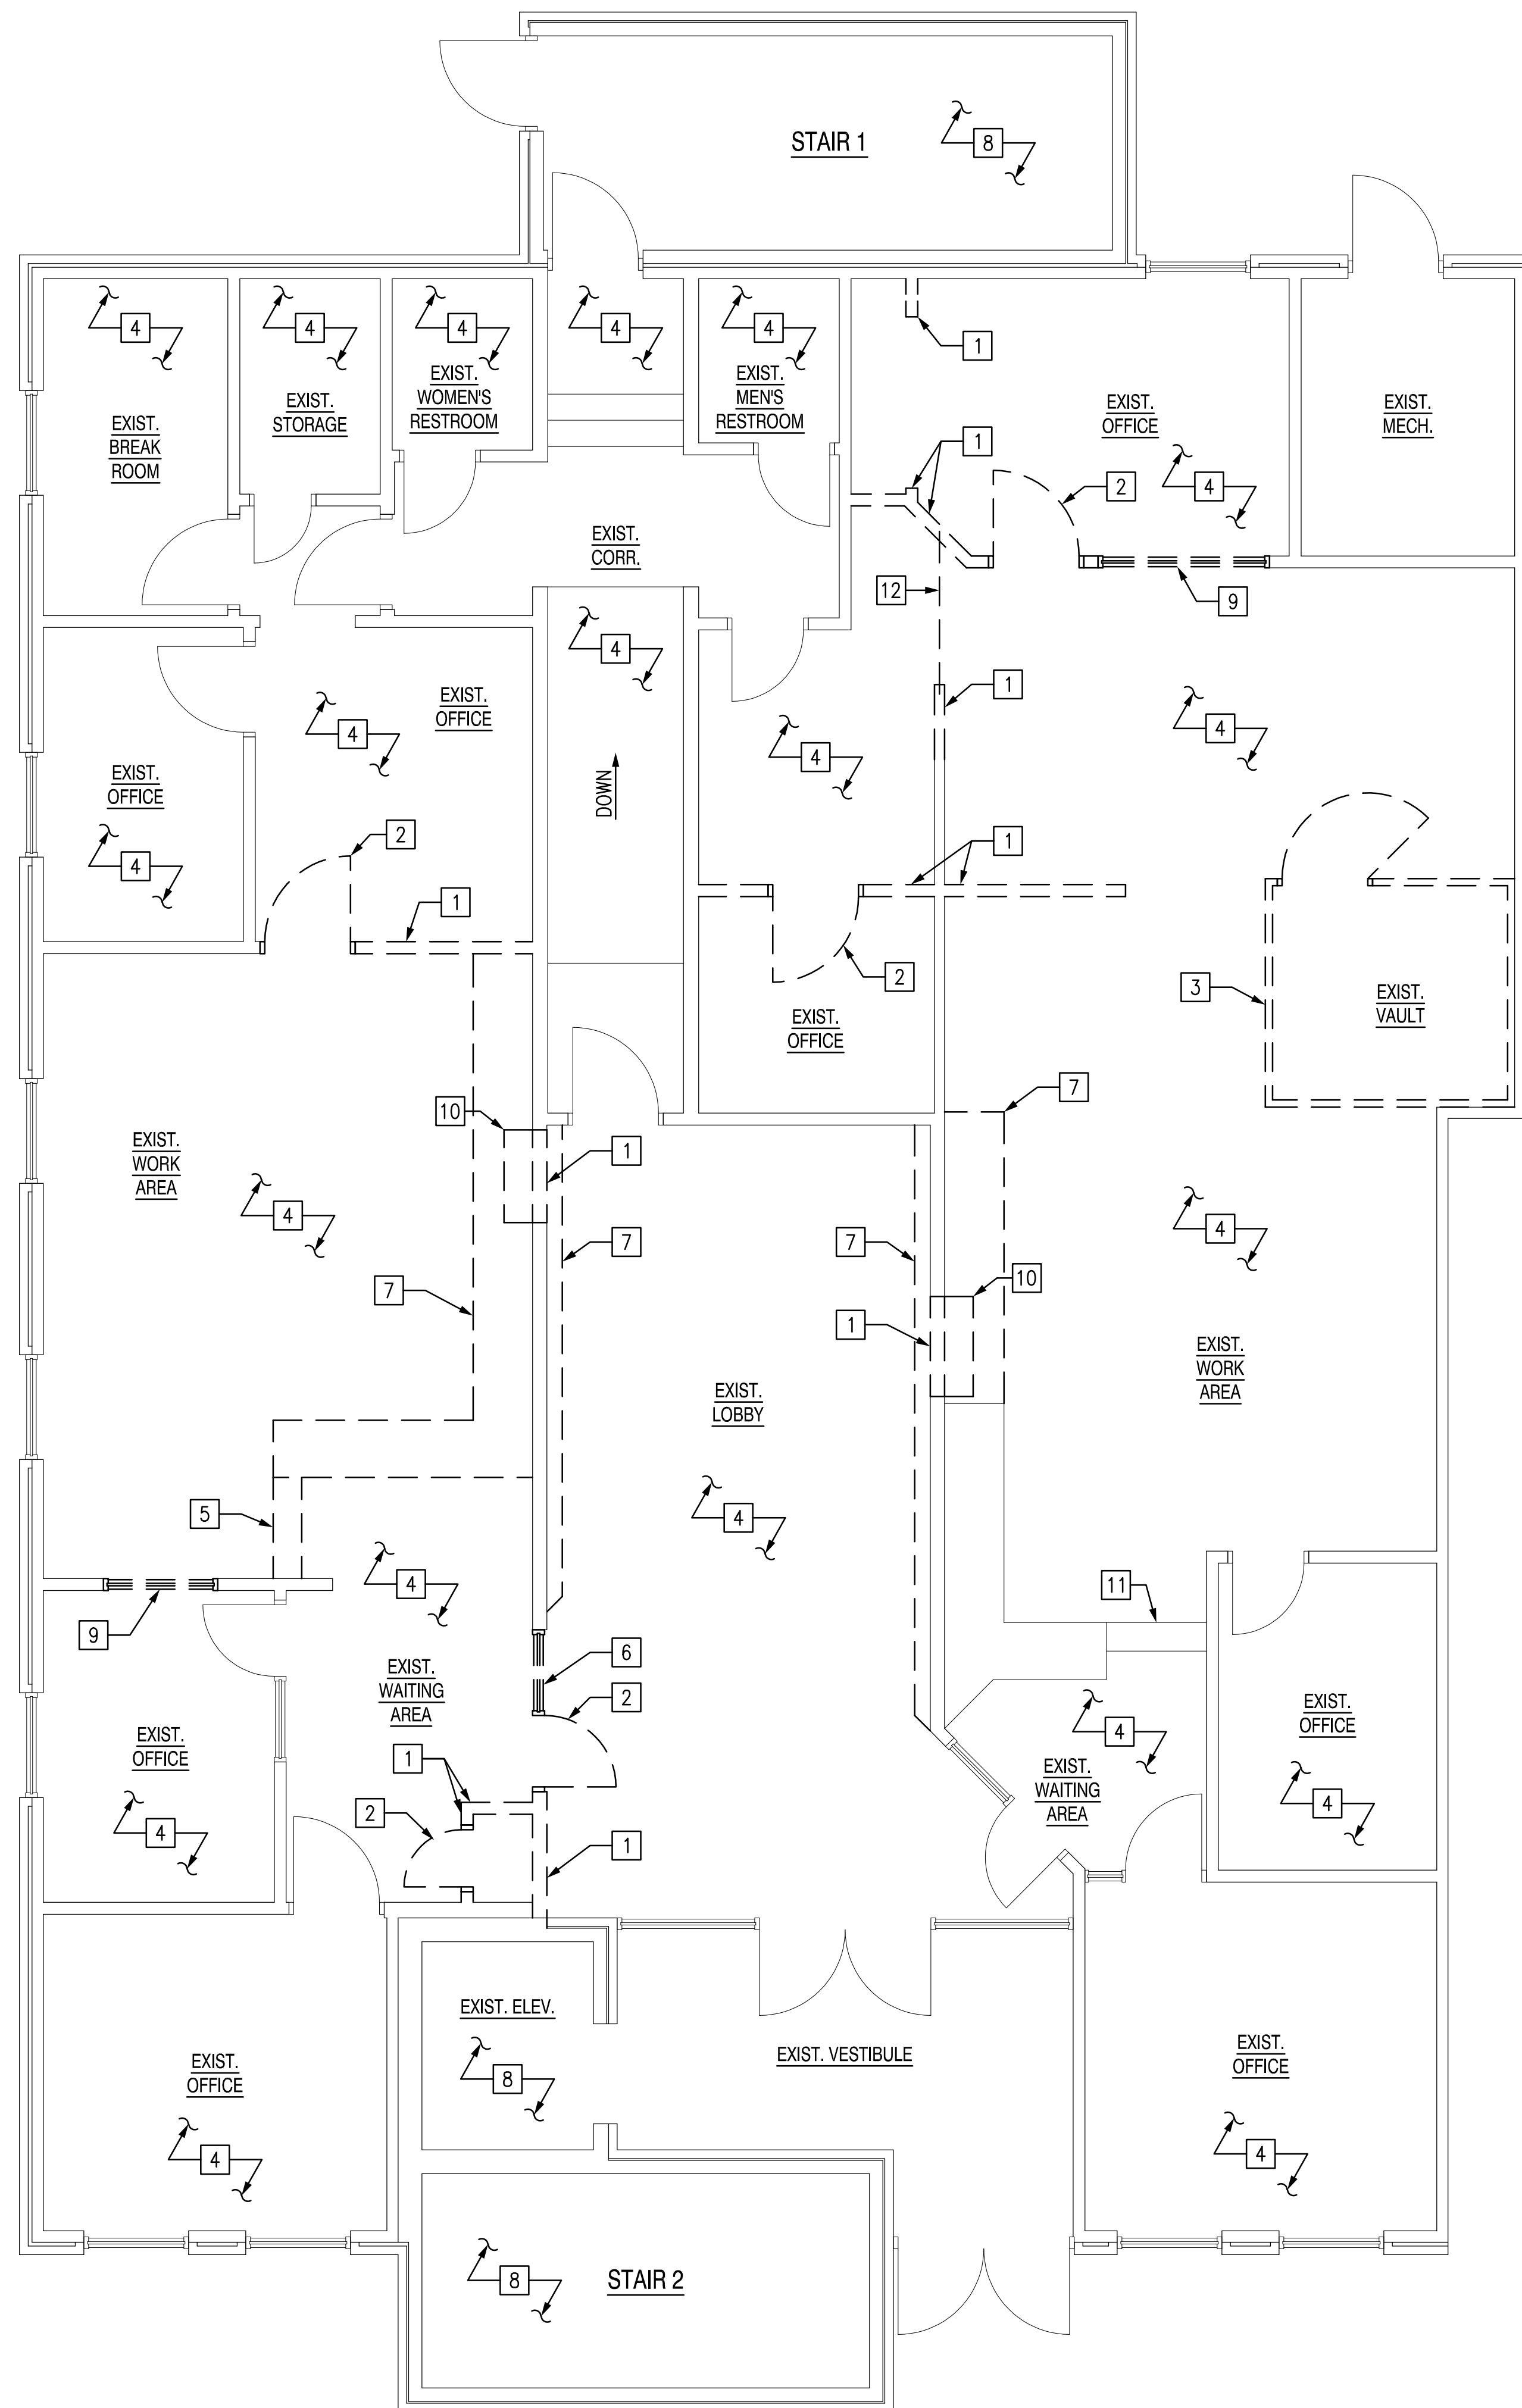 STAIR 1
8
4
4
4
4
4
1
EXIST.
BREAK
ROOM
EXIST.
STORAGE
EXIST.
WOMEN'S
RESTROOM
EXIST.
MEN'S
RESTROOM
EXIST.
OFFICE
EXIST.
MECH.
1
2
4
EXIST.
CORR.
12
9
4
EXIST.
OFFICE
4
1
4
4
EXIST.
OFFICE
4
DOWN
2
1
1
2
3
EXIST.
VAULT
EXIST.
OFFICE
7
10
1
EXIST.
WORK
AREA
4
4
7
7
7
10
1
EXIST.
LOBBY
EXIST.
WORK
AREA
5
4
4
11
9
6
2
EXIST.
WAITING
AREA
EXIST.
OFFICE
4
4
EXIST.
WAITING
AREA
EXIST.
OFFICE
4
1
2
1
EXIST. ELEV.
8
EXIST. VESTIBULE
EXIST.
OFFICE
4
EXIST.
OFFICE
4
8
STAIR 2